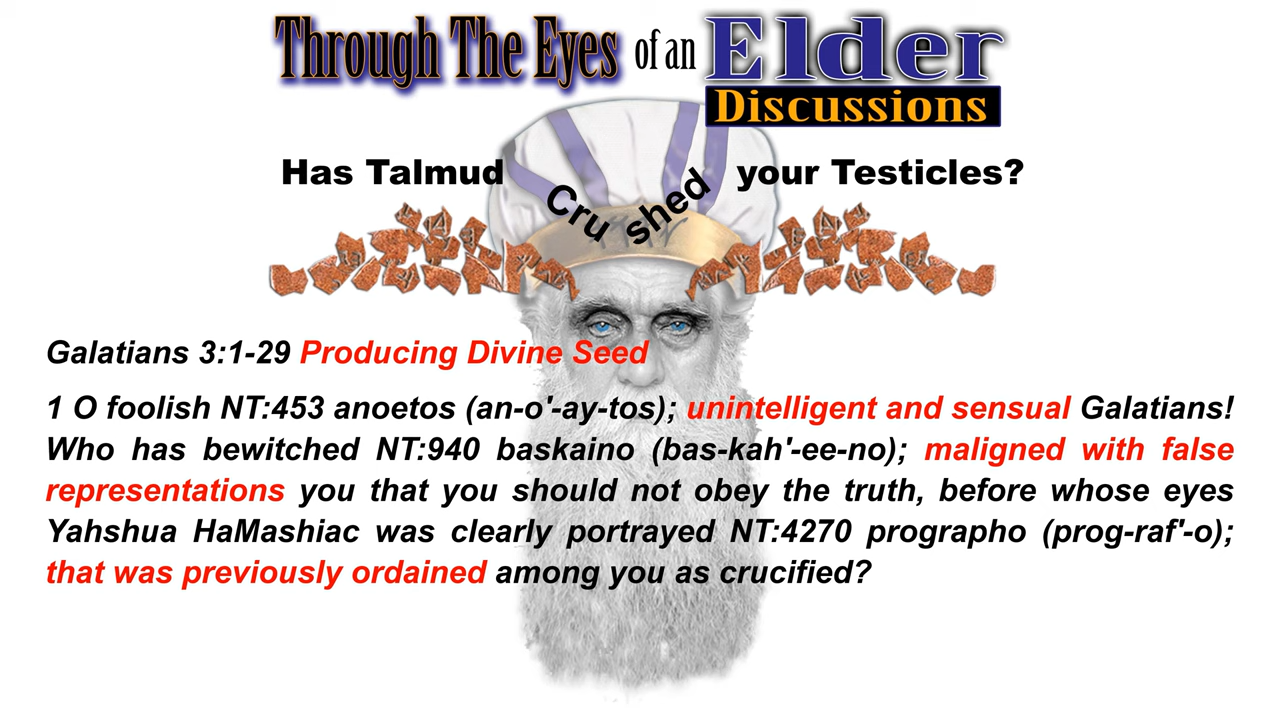 Through The Eyes of an Elder
Discussions
Has Talmud Crushed your Testicles?
Galatians 3:1-29 Producing Divine Seed
1 O foolish NT:453 anoetos (an-o'-ay-tos); unintelligent and sensual Galatians!
Who has bewitched NT:940 baskaino (bas-kah'-ee-no); maligned with false
representations you that you should not obey the truth, before whose eyes
Yahshua HaMashiac was clearly portrayed NT:4270 prographo (prog-raf'-o);
that was previously ordained among you as crucified?